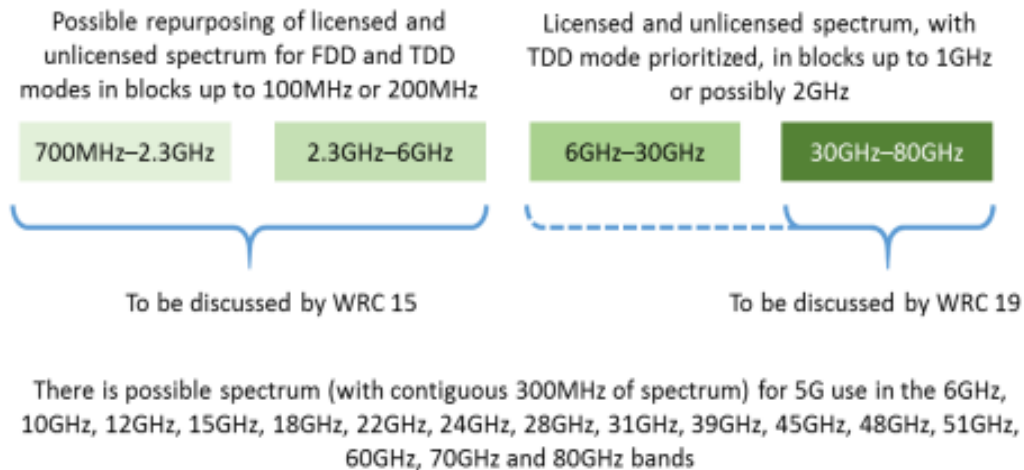 Possible repurposing of licensed and
unlicensed spectrum for FDD and TDD
modes in blocks up to 100MHz or 200MHz
Licensed and unlicensed spectrum, with
TDD mode prioritized, in blocks up to 1GHz
or possibly 2GHz
700MHz–2.3GHz
2.3GHz–6GHz
6GHz–30GHz
30GHz–80GHz
To be discussed by WRC 15
To be discussed by WRC 19
There is possible spectrum (with contiguous 300MHz of spectrum) for 5G use in the 6GHz,
10GHz, 12GHz, 15GHz, 18GHz, 22GHz, 24GHz, 28GHz, 31GHz, 39GHz, 45GHz, 48GHz, 51GHz,
60GHz, 70GHz and 80GHz bands